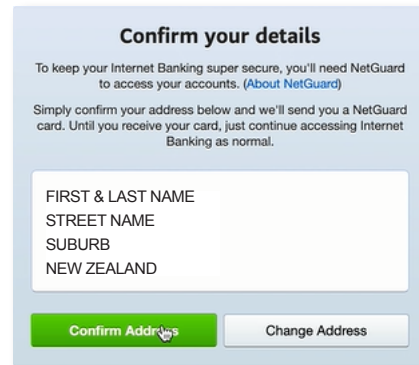 Confirm your details
To keep your Internet Banking super secure, you'll need NetGuard
to access your accounts. (About NetGuard)
Simply confirm your address below and we'll send you a NetGuard
card. Until you receive your card, just continue accessing Internet
Banking as normal.
FIRST & LAST NAME
STREET NAME
SUBURB
NEW ZEALAND
Confirm Address
Change Address